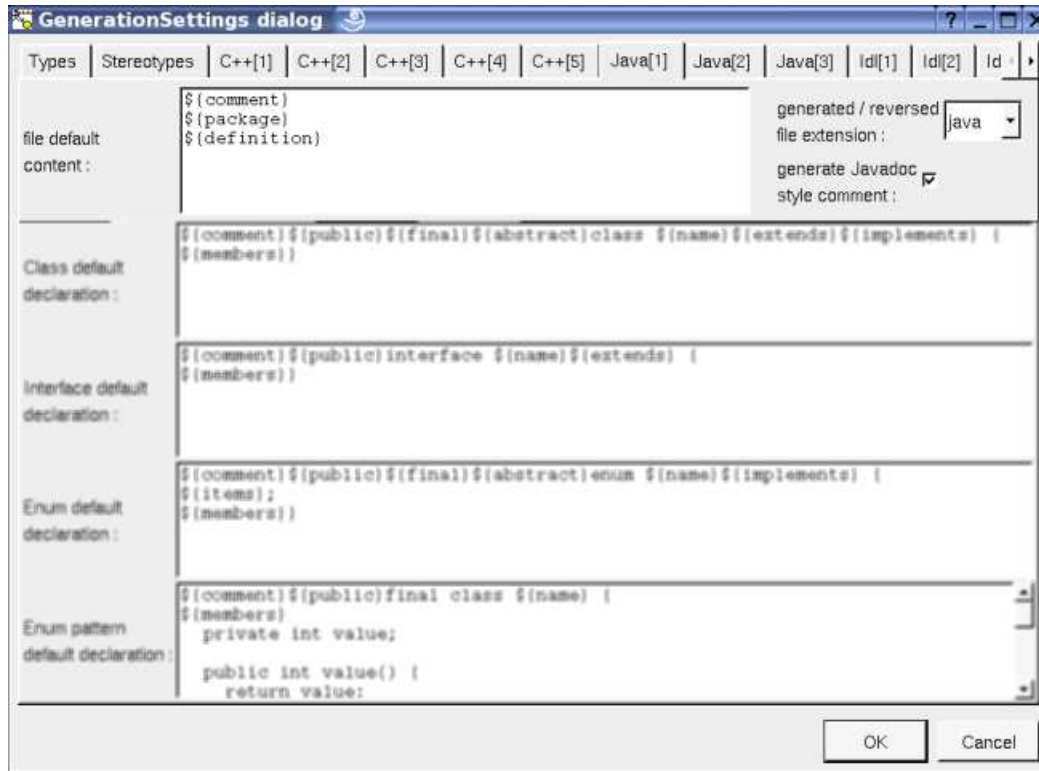 GenerationSettings dialog
Types Stereotypes C++[1] C++[2] C++[3] C++[4] C++[5] Java[1] Java[2] Java[3] Idl[1] Idl[2] Id
file default
content :
${comment}
${package}
${definition}
generated / reversed
file extension :
java
generate Javadoc
style comment :
Class default
declaration :
${comment}${public}${final}${abstract}class ${name}${extends}${implements} {
${members}}
Interface default
declaration :
${comment}${public}interface ${name}${extends} {
${members}}
Enum default
declaration :
${comment}${public}${final}${abstract}enum ${name}${implements} {
${items};
${members}}
Enum pattern
default declaration :
${comment}${public}final class ${name} {
${members}
private int value;
public int value() {
return value;
OK Cancel